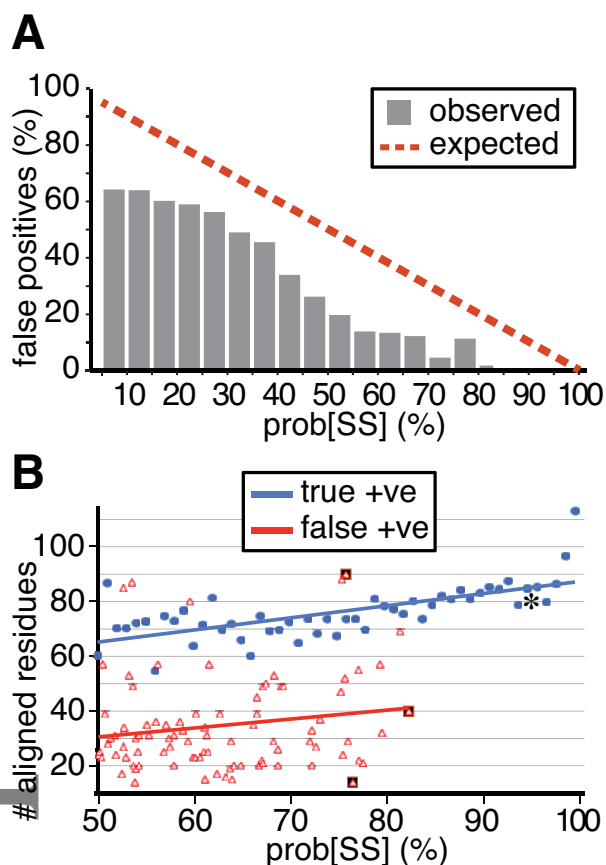 A
100
80
60
40
20
0
false positives (%)
observed
expected
10 20 30 40 50 60 70 80 90 100
prob[SS] (%)
B
true +ve
false +ve
100
80
60
40
20
# aligned residues
*
50 60 70 80 90 100
prob[SS] (%)